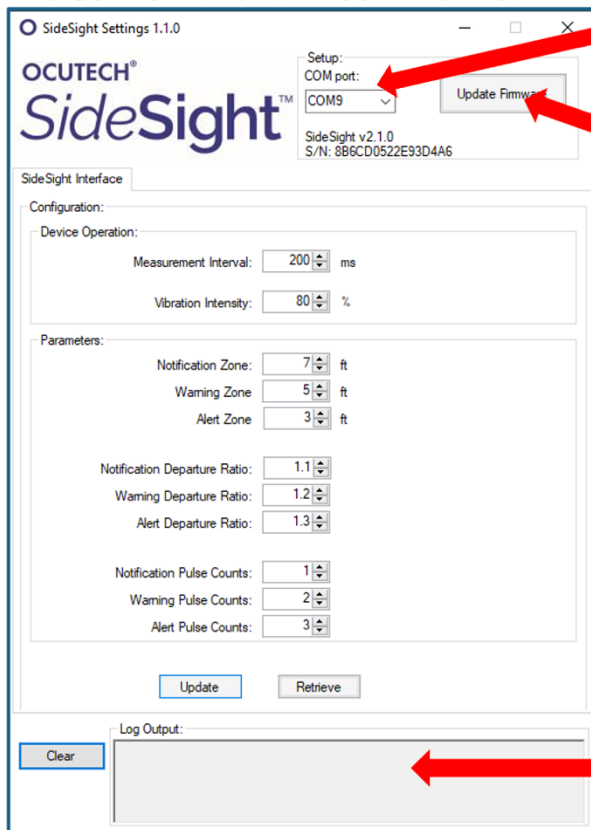 SideSight Settings 1.1.0
OCUTECH®
SideSight™
Setup:
COM port:
COM9
Update Firmware
SideSight v2.1.0
S/N: 8B6CD0522E93D4A6
SideSight Interface
Configuration:
Device Operation:
Measurement Interval: 200 ms
Vibration Intensity: 80 %
Parameters:
Notification Zone: 7 ft
Warning Zone 5 ft
Alert Zone 3 ft
Notification Departure Ratio: 1.1
Warning Departure Ratio: 1.2
Alert Departure Ratio: 1.3
Notification Pulse Counts: 1
Warning Pulse Counts: 2
Alert Pulse Counts: 3
Update Retrieve
Log Output:
Clear